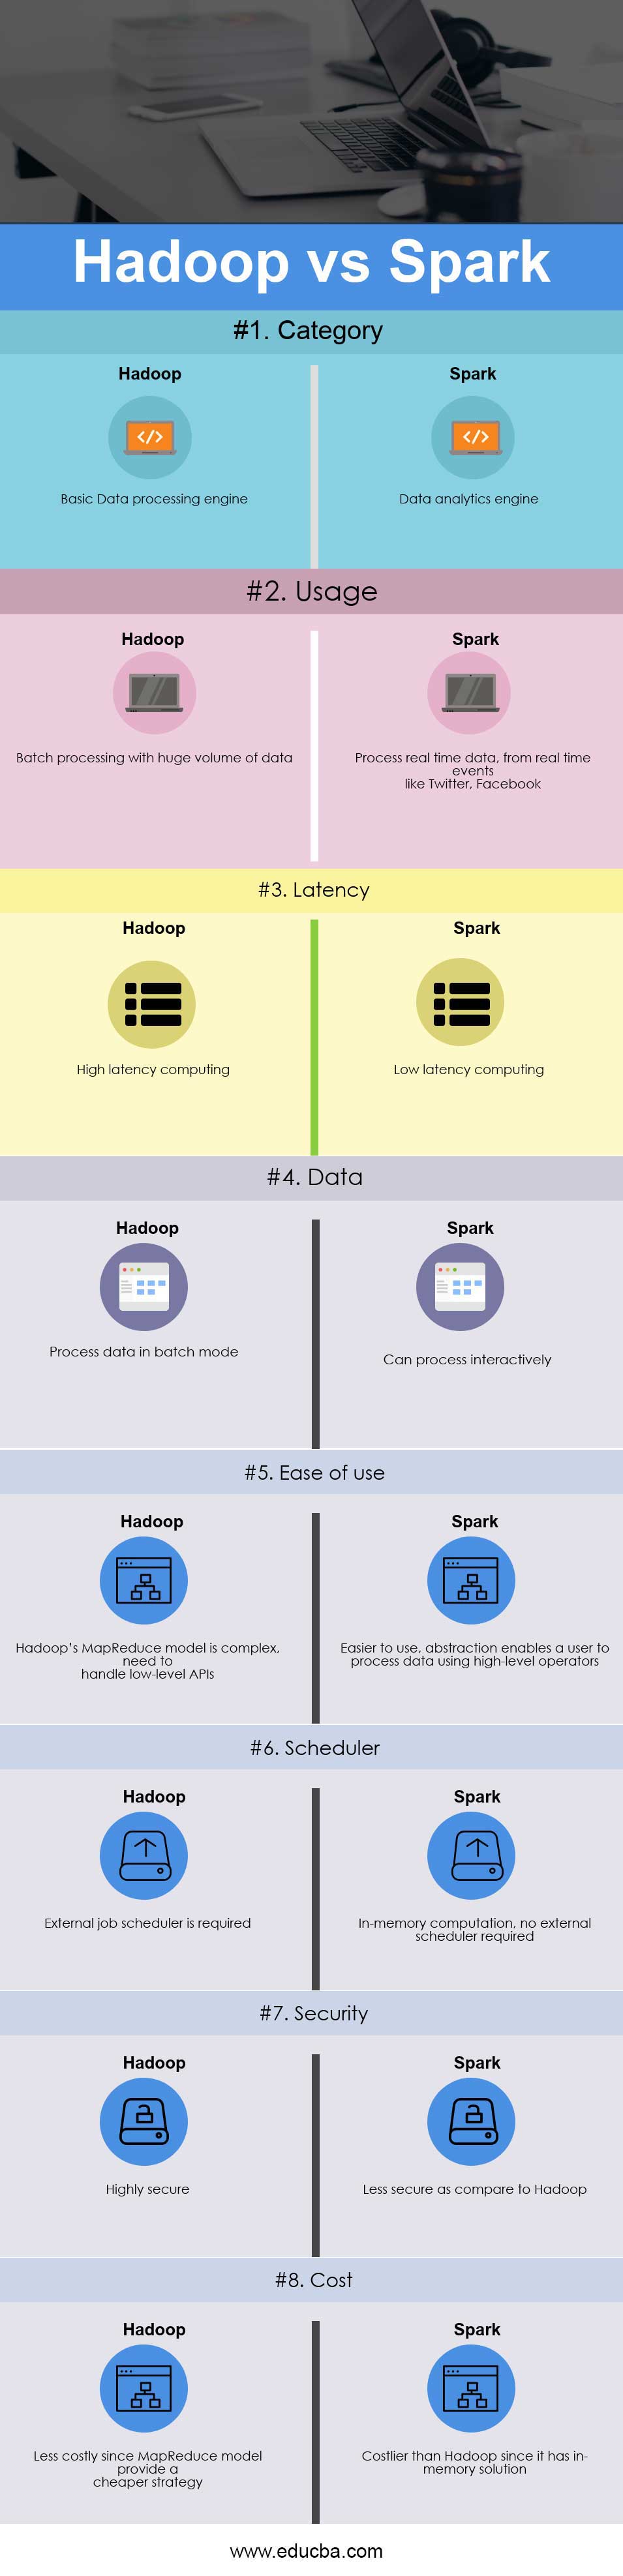 Hadoop vs Spark
#1. Category
Hadoop
Spark
</>
</>
Basic Data processing engine
Data analytics engine
#2. Usage
Hadoop
Spark
Batch processing with huge volume of data
Process real time data, from real time
events
like Twitter, Facebook
#3. Latency
Hadoop
Spark
High latency computing
Low latency computing
#4. Data
Hadoop
Spark
Process data in batch mode
Can process interactively
#5. Ease of use
Hadoop
Spark
Hadoop's MapReduce model is complex,
need to
handle low-level APIs
Easier to use, abstraction enables a user to
process data using high-level operators
#6. Scheduler
Hadoop
Spark
External job scheduler is required
In-memory computation, no external
scheduler required
#7. Security
Hadoop
Spark
Highly secure
Less secure as compare to Hadoop
#8. Cost
Hadoop
Spark
Less costly since MapReduce model
provide a
cheaper strategy
Costlier than Hadoop since it has in-
memory solution
www.educba.com